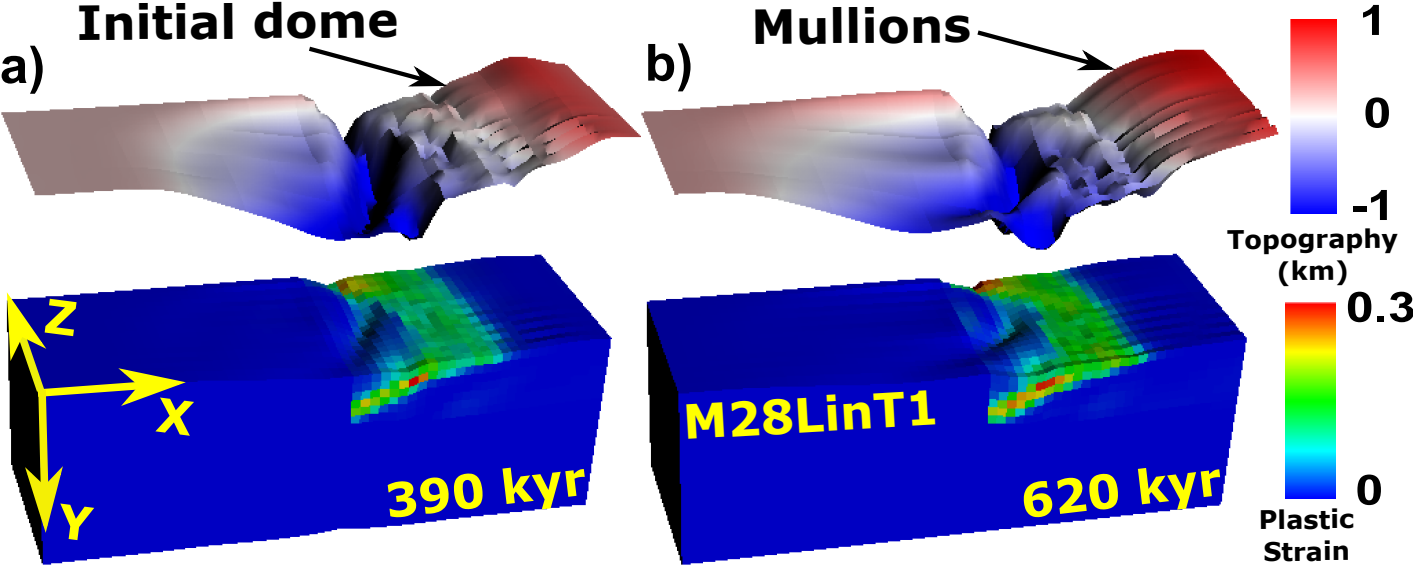 Initial dome
a)
Mullions
b)
1
0
-1
Topography
(km)
Z
X
Y
390 kyr
M28LinT1
620 kyr
0.3
0
Plastic
Strain